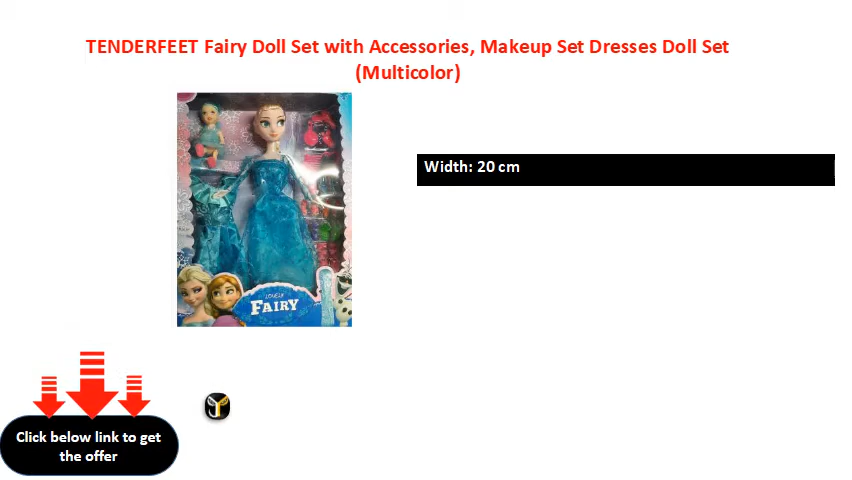 TENDERFEET Fairy Doll Set with Accessories, Makeup Set Dresses Doll Set
(Multicolor)
Width: 20 cm
LOVELY
FAIRY
Click below link to get
the offer